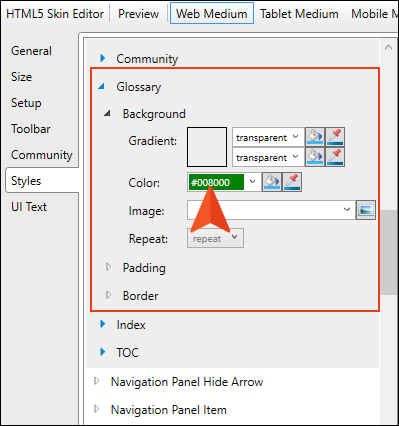 HTML5 Skin Editor Preview Web Medium Tablet Medium Mobile M
General
Size
Setup
Toolbar
Community
Styles
UI Text
Community
Glossary
Background
Gradient: transparent
transparent
Color: #008000
Image:
Repeat: repeat
Padding
Border
Index
TOC
Navigation Panel Hide Arrow
Navigation Panel Item